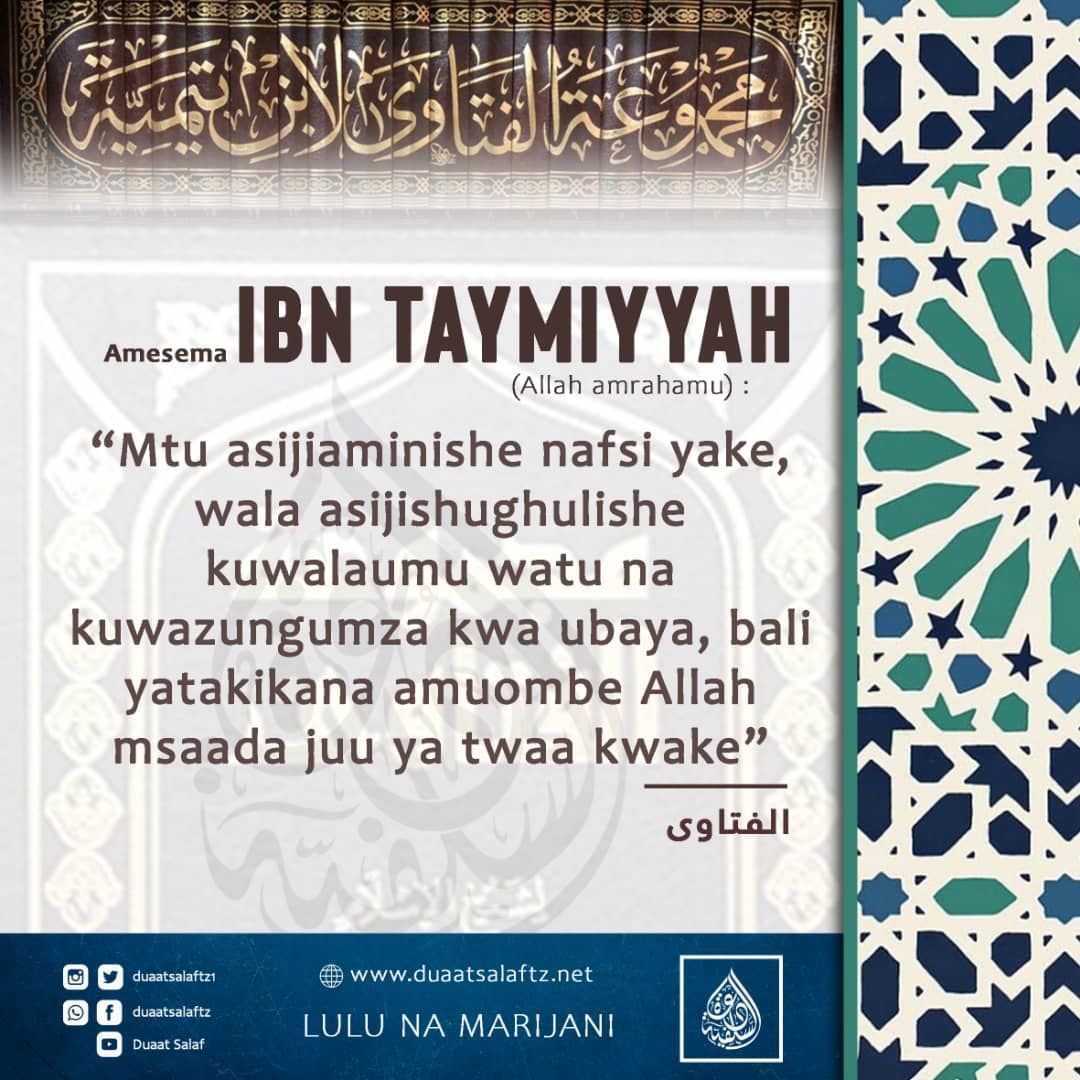 مجموعة الفتاوى لابن تيمية
Amesema IBN TAYMIYYAH
(Allah amrahamu) :
“Mtu asijiaminishe nafsi yake,
wala asijishughulishe
kuwalaumu watu na
kuwazungumza kwa ubaya, bali
yatakikana amuombe Allah
msaada juu ya twaa kwake”
الفتاوى
duaatsalaftz1
duaatsalaftz
Duaat Salaf
www.duaatsalaftz.net
LULU NA MARIJANI